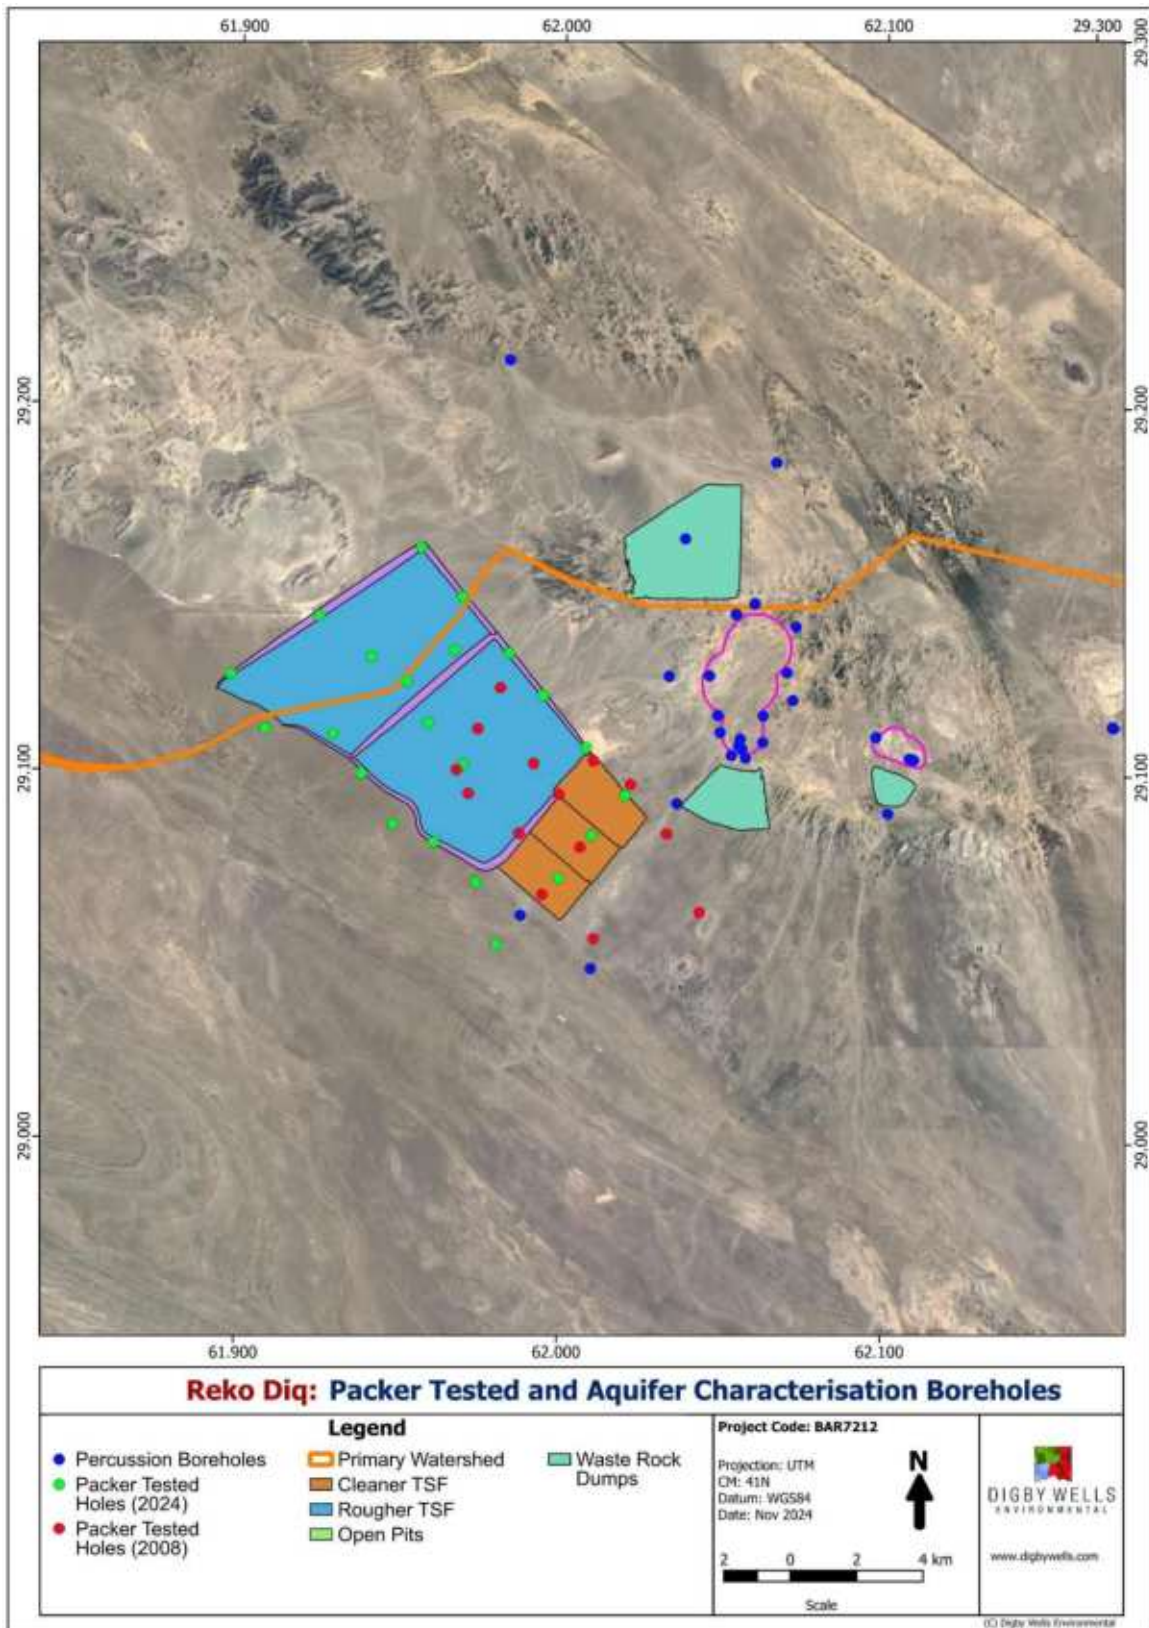 61.900 62.000 62.100 29.300
29.300
29.200 29.200
29.100 29.100
29.000 29.000
61.900 62.000 62.100
Reko Diq: Packer Tested and Aquifer Characterisation Boreholes
Legend
Percussion Boreholes
Packer Tested
Holes (2024)
Packer Tested
Holes (2008)
Primary Watershed
Cleaner TSF
Rougher TSF
Open Pits
Waste Rock
Dumps
Project Code: BAR7212
Projection: UTM
CM: 41N
Datum: WGS84
Date: Nov 2024
N
2 0 2 4 km
Scale
DIGBY WELLS
ENVIRONMENTAL
www.digbywells.com
(C) Digby Wells Environmental